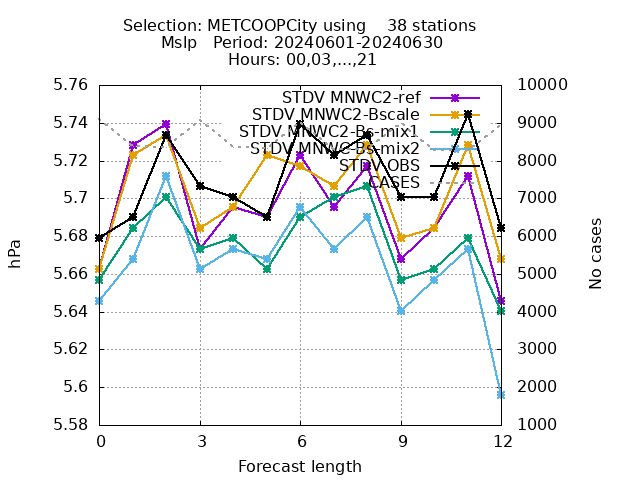 Selection: METCOOPCity using    38 stations
Mslp   Period: 20240601-20240630
Hours: 00,03,...,21
5.76
5.74
5.72
5.7
5.68
5.66
5.64
5.62
5.6
5.58
10000
9000
8000
7000
6000
5000
4000
3000
2000
1000
STDV MNWC2-ref
STDV MNWC2-Bscale
STDV MNWC2-Bs-mix1
STDV MNWC-Bs-mix2
STDV OBS
CASES
hPa
No cases
0 3 6 9 12
Forecast length